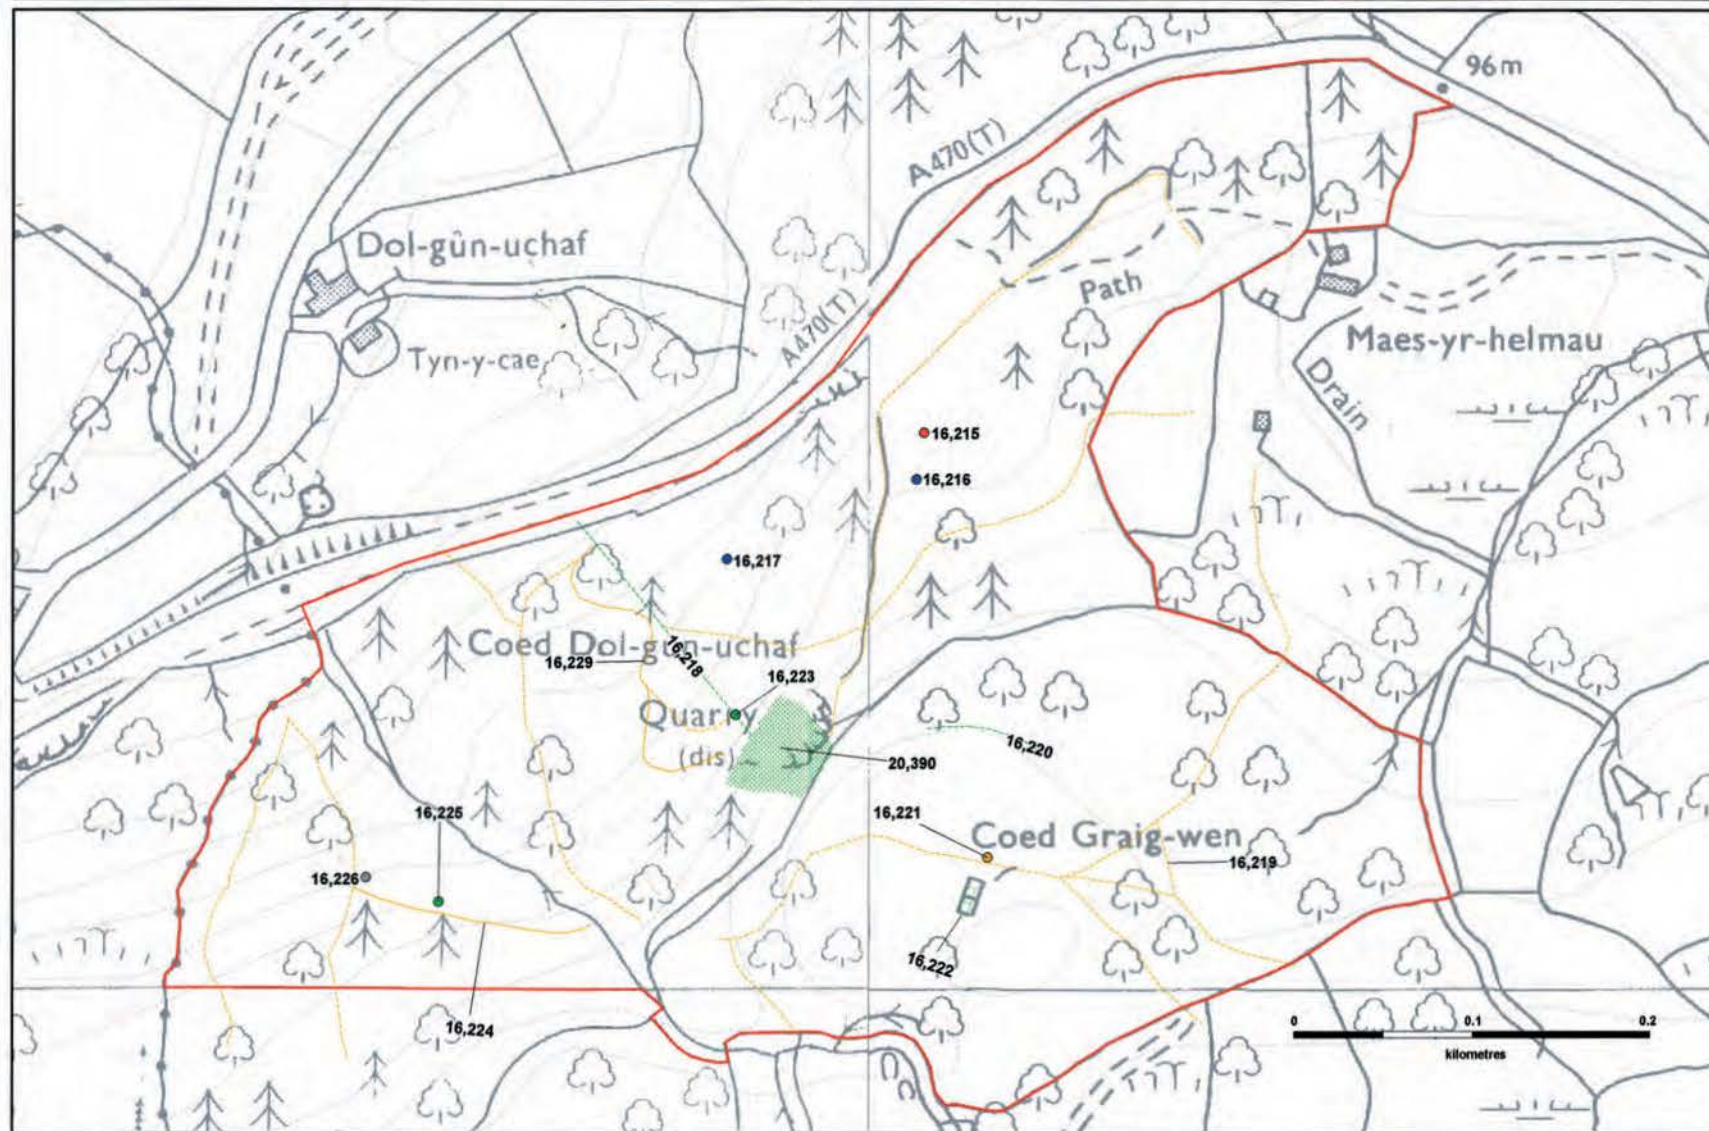 96m
A470(T)
Dol-gûn-uchaf
Path
A470(T)
Maes-yr-helmau
Tyn-y-cae
Drain
16,215
16,216
16,217
Coed Dol-gûn-uchaf
16,229
16,218
16,223
Quarry
(dis)
16,220
20,390
16,225
16,221
Coed Graig-wen
16,219
16,226
16,222
16,224
0 0.1 0.2
kilometres
CC